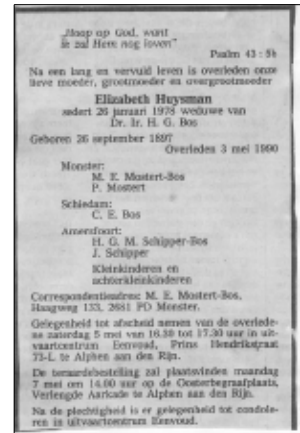 „Hoop op God, want
ik zal Hem nog loven"
Psalm 43 : 5b
Na een lang en vervuld leven is overleden onze
lieve moeder, grootmoeder en overgrootmoeder
Elizabeth Huysman
sedert 26 januari 1978 weduwe van
Dr. Ir. H. G. Bos
Geboren 26 september 1897
Overleden 3 mei 1990
Monster:
M. E. Mostert-Bos
P. Mostert
Schiedam:
C. E. Bos
Amersfoort:
H. G. M. Schipper-Bos
J. Schipper
Kleinkinderen en
achterkleinkinderen
Correspondentieadres: M. E. Mostert-Bos,
Haagweg 133, 2681 PD Monster.
Gelegenheid tot afscheid nemen van de overlede-
ne zaterdag 5 mei van 16.30 tot 17.30 uur in uit-
vaartcentrum Eenvoud, Prins Hendrikstraat
73-L te Alphen aan den Rijn.
De teraardebestelling zal plaatsvinden maandag
7 mei om 14.00 uur op de Oosterbegraafplaats,
Verlengde Aarkade te Alphen aan den Rijn.
Na de plechtigheid is er gelegenheid tot condole-
ren in uitvaartcentrum Eenvoud.